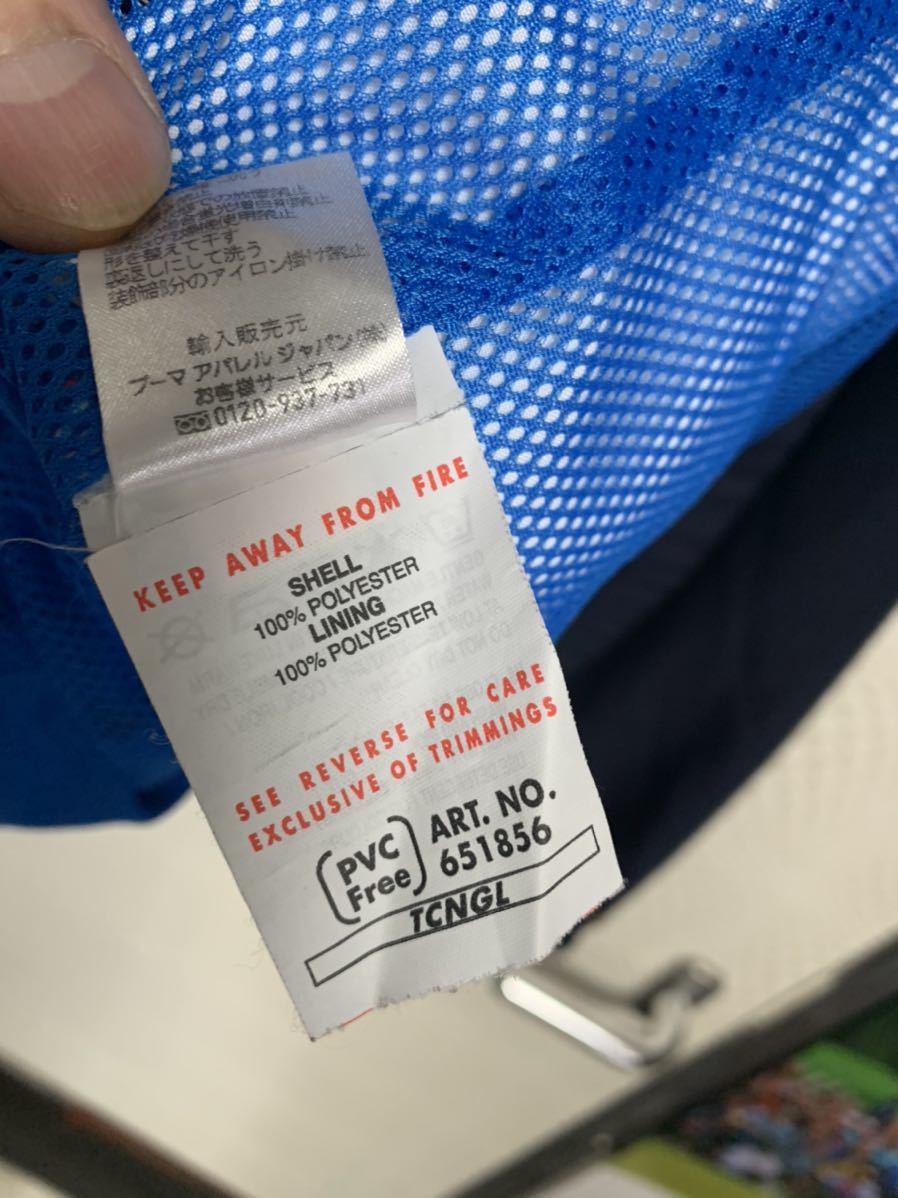 形を整えて干す
裏返しにして洗う
装飾部分のアイロン掛け禁止
輸入販売元
プーマ アパレル ジャパン(株)
お客様サービス
0120-937-731
KEEP AWAY FROM FIRE
SHELL
100% POLYESTER
LINING
100% POLYESTER
SEE REVERSE FOR CARE
EXCLUSIVE OF TRIMMINGS
PVC
Free
ART. NO.
651856
TCNGL